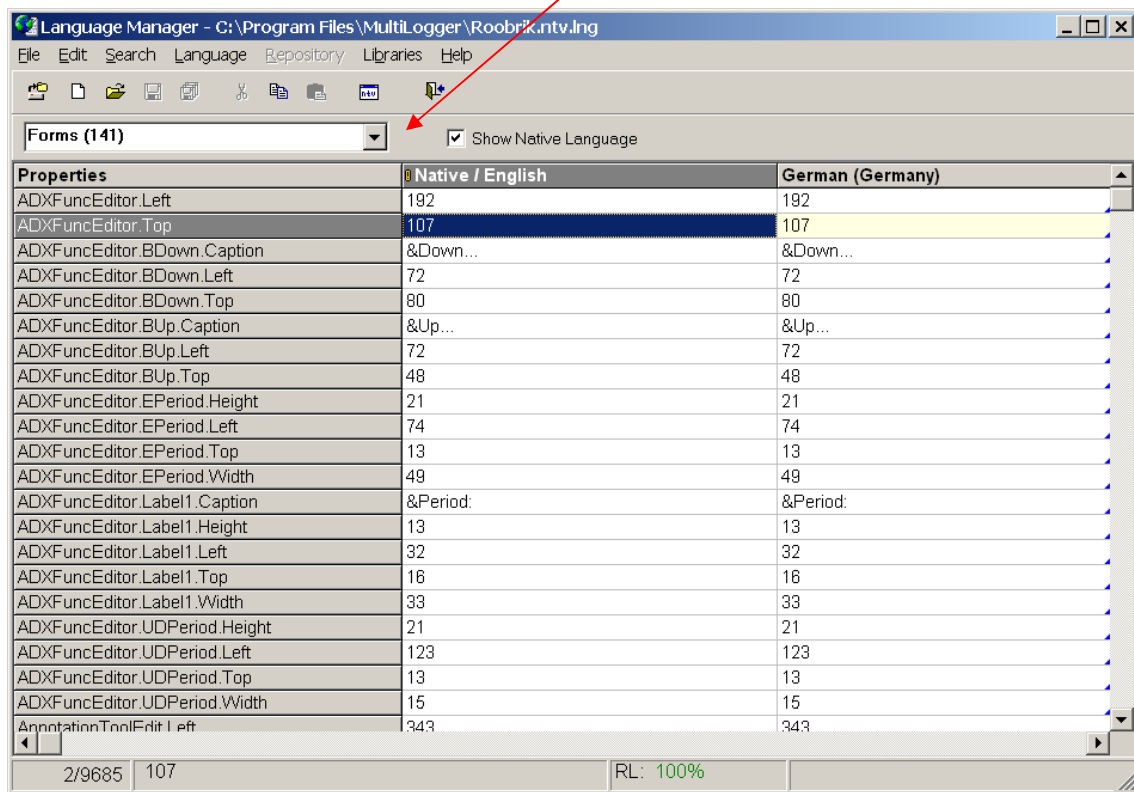 Language Manager - C:\Program Files\MultiLogger\Roobrik.ntv.lng
File Edit Search Language Repository Libraries Help
ntv
Forms (141) Show Native Language
Properties Native / English German (Germany)
ADXFuncEditor.Left 192 192
ADXFuncEditor.Top 107 107
ADXFuncEditor.BDown.Caption &Down... &Down...
ADXFuncEditor.BDown.Left 72 72
ADXFuncEditor.BDown.Top 80 80
ADXFuncEditor.BUp.Caption &Up... &Up...
ADXFuncEditor.BUp.Left 72 72
ADXFuncEditor.BUp.Top 48 48
ADXFuncEditor.EPeriod.Height 21 21
ADXFuncEditor.EPeriod.Left 74 74
ADXFuncEditor.EPeriod.Top 13 13
ADXFuncEditor.EPeriod.Width 49 49
ADXFuncEditor.Label1.Caption &Period: &Period:
ADXFuncEditor.Label1.Height 13 13
ADXFuncEditor.Label1.Left 32 32
ADXFuncEditor.Label1.Top 16 16
ADXFuncEditor.Label1.Width 33 33
ADXFuncEditor.UDPeriod.Height 21 21
ADXFuncEditor.UDPeriod.Left 123 123
ADXFuncEditor.UDPeriod.Top 13 13
ADXFuncEditor.UDPeriod.Width 15 15
AnnotationToolEdit.Left 343 343
2/9685 107 RL: 100%